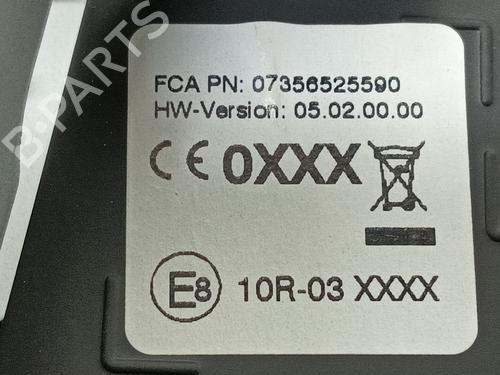 FCA PN: 07356525590
HW-Version: 05.02.00.00
CE 0XXX
E8 10R-03 XXXX
B-PARTS